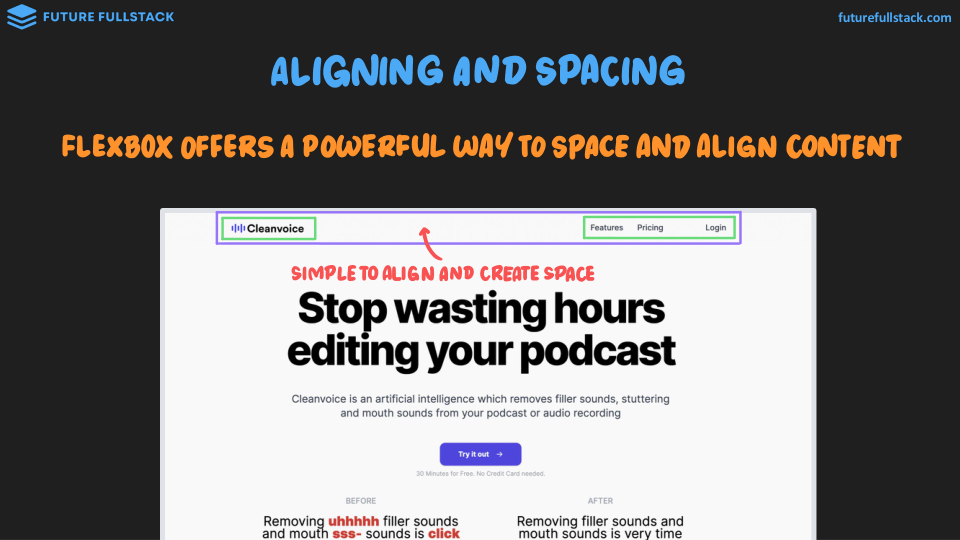 FUTURE FULLSTACK
futurefullstack.com
ALIGNING AND SPACING
FLEXBOX OFFERS A POWERFUL WAY TO SPACE AND ALIGN CONTENT
Cleanvoice
Features Pricing Login
SIMPLE TO ALIGN AND CREATE SPACE
Stop wasting hours
editing your podcast
Cleanvoice is an artificial intelligence which removes filler sounds, stuttering
and mouth sounds from your podcast or audio recording
Try it out →
30 Minutes for Free. No Credit Card needed.
BEFORE
Removing uhhhhh filler sounds
and mouth sss- sounds is click
AFTER
Removing filler sounds and
mouth sounds is very time